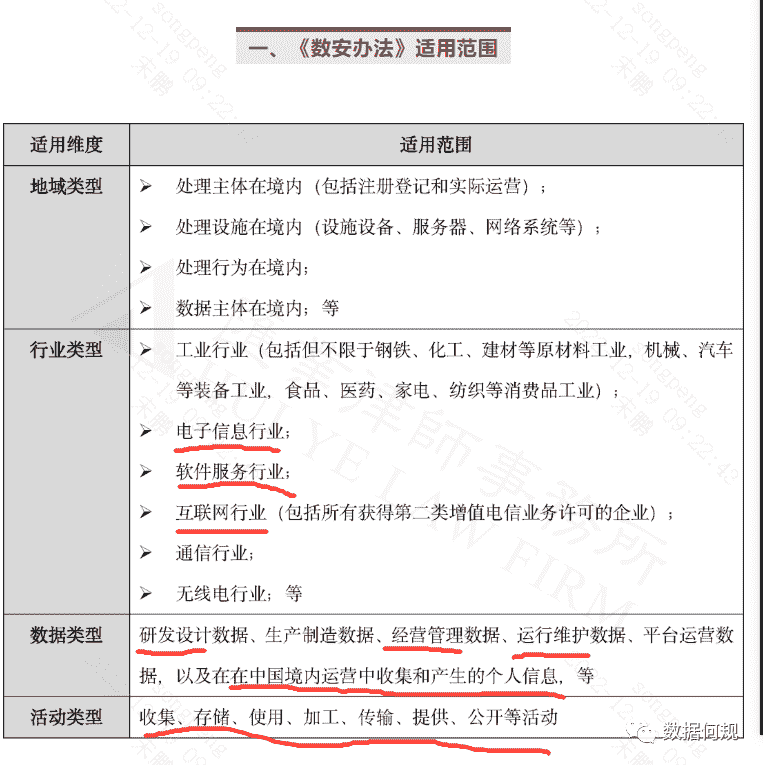 一、《数安办法》适用范围
适用维度
适用范围
地域类型
➢ 处理主体在境内（包括注册登记和实际运营）；
➢ 处理设施在境内（设施设备、服务器、网络系统等）；
➢ 处理行为在境内；
➢ 数据主体在境内；等
行业类型
➢ 工业行业（包括但不限于钢铁、化工、建材等原材料工业，机械、汽车
等装备工业，食品、医药、家电、纺织等消费品工业）；
➢ 电子信息行业；
➢ 软件服务行业；
➢ 互联网行业（包括所有获得第二类增值电信业务许可的企业）；
➢ 通信行业；
➢ 无线电行业；等
数据类型
研发设计数据、生产制造数据、经营管理数据、运行维护数据、平台运营数
据，以及在在中国境内运营中收集和产生的个人信息，等
活动类型
收集、存储、使用、加工、传输、提供、公开等活动
数据何规